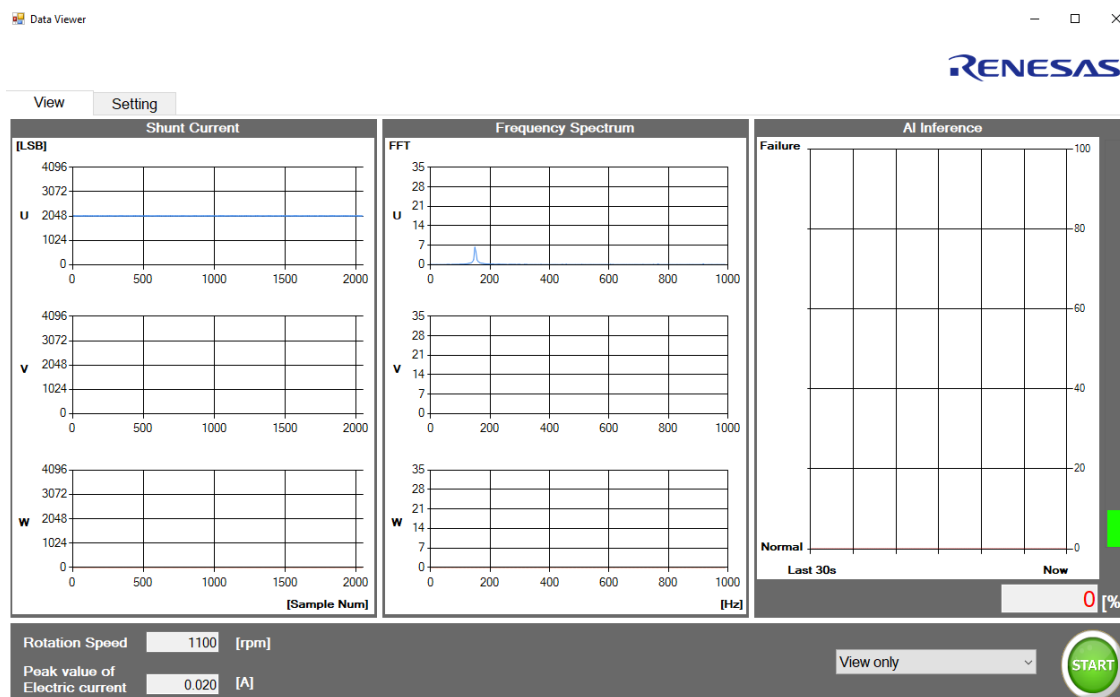 Data Viewer
RENESAS
View Setting
Shunt Current
[LSB]
4096
3072
U 2048
1024
0
0 500 1000 1500 2000
4096
3072
V 2048
1024
0
0 500 1000 1500 2000
4096
3072
W 2048
1024
0
0 500 1000 1500 2000
[Sample Num]
Frequency Spectrum
FFT
35
28
21
U
14
7
0
0 200 400 600 800 1000
35
28
21
V 14
7
0
0 200 400 600 800 1000
35
28
21
W 14
7
0
0 200 400 600 800 1000
[Hz]
AI Inference
Failure 100
80
60
40
20
Normal 0
Last 30s Now
0 [%
Rotation Speed 1100 [rpm]
Peak value of
Electric current 0.020 [A]
View only
START